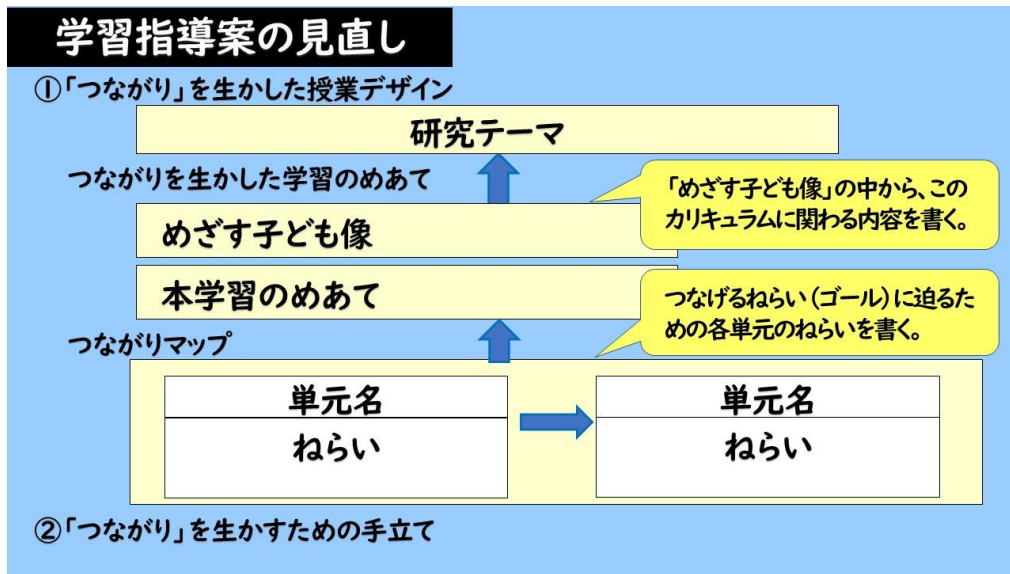 学習指導案の見直し
①「つながり」を生かした授業デザイン
研究テーマ
つながりを生かした学習のめあて
「めざす子ども像」の中から、この
カリキュラムに関わる内容を書く。
めざす子ども像
本学習のめあて
つなげるねらい(ゴール)に迫るた
めの各単元のねらいを書く。
つながりマップ
単元名
ねらい
単元名
ねらい
②「つながり」を生かすための手立て